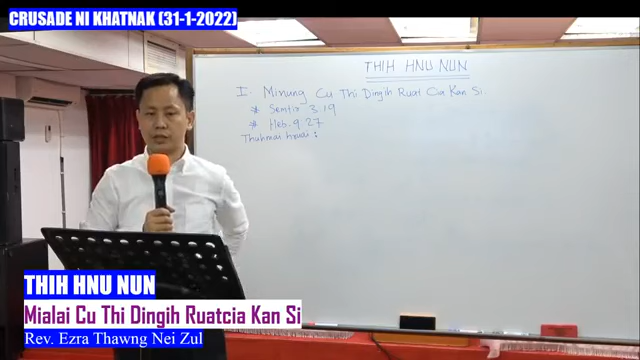 CRUSADE NI KHATNAK (31-1-2022)
THIH HNU NUN
I. Minung Cu Thi Dingih Ruat Cia Kan Si
* Semtir 3.19
* Heb. 9.27
THIH HNU NUN
Mialai Cu Thi Dingih Ruatcia Kan Si
Rev. Ezra Thawng Nei Zul